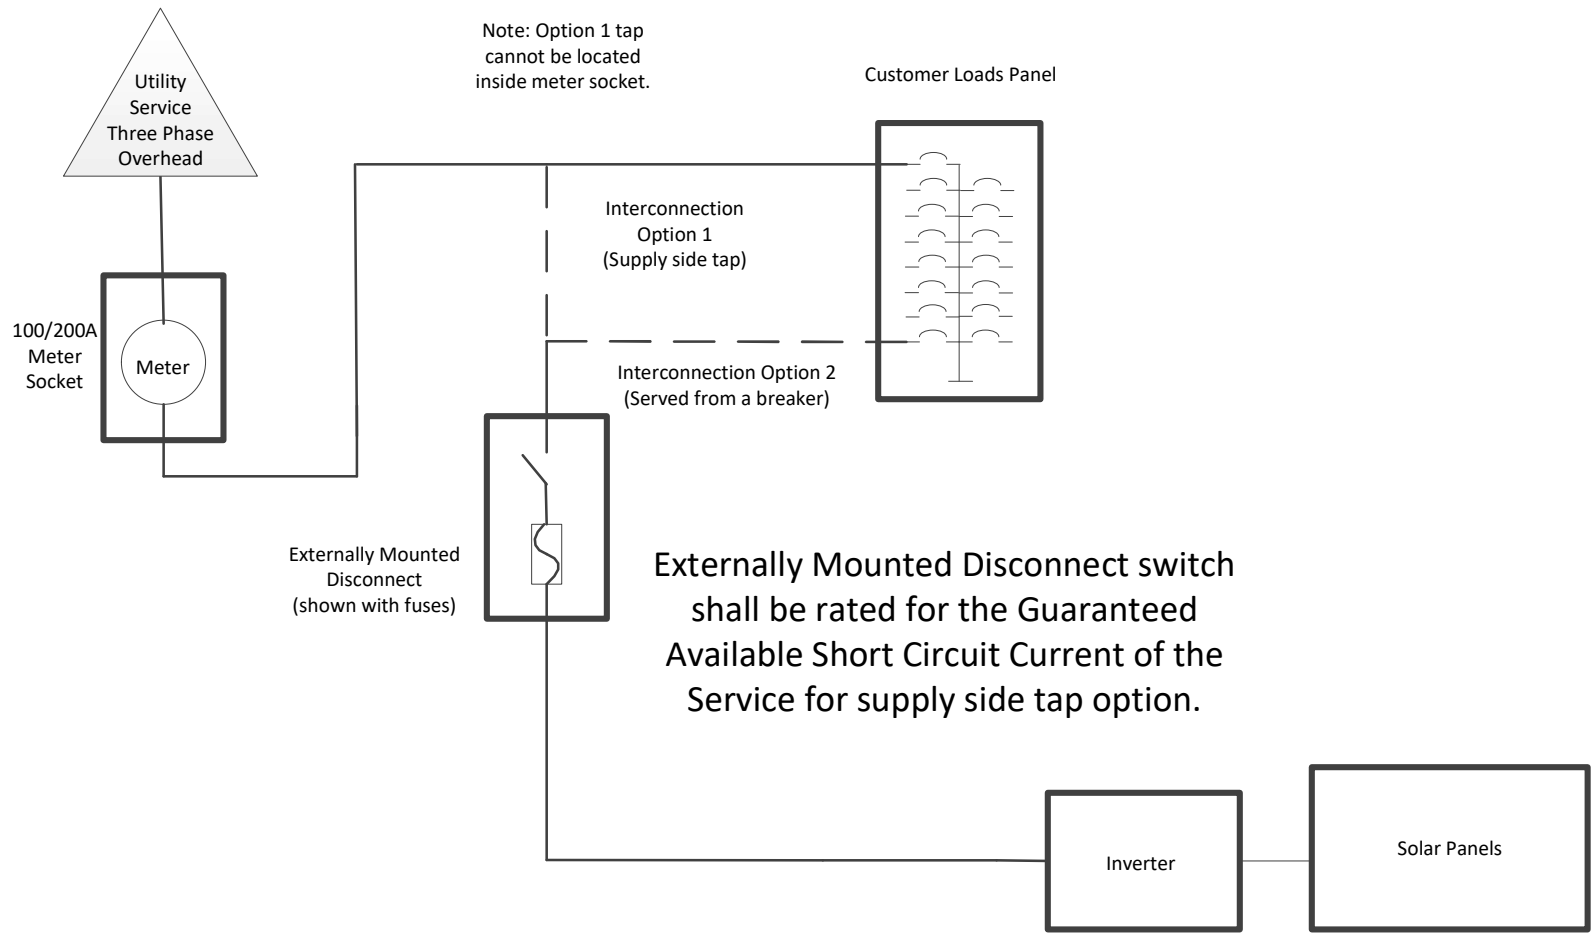 Utility
Service
Three Phase
Overhead
Note: Option 1 tap
cannot be located
inside meter socket.
Customer Loads Panel
Interconnection
Option 1
(Supply side tap)
100/200A
Meter
Socket
Meter
Interconnection Option 2
(Served from a breaker)
Externally Mounted
Disconnect
(shown with fuses)
Externally Mounted Disconnect switch
shall be rated for the Guaranteed
Available Short Circuit Current of the
Service for supply side tap option.
Inverter
Solar Panels